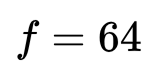 f = 64